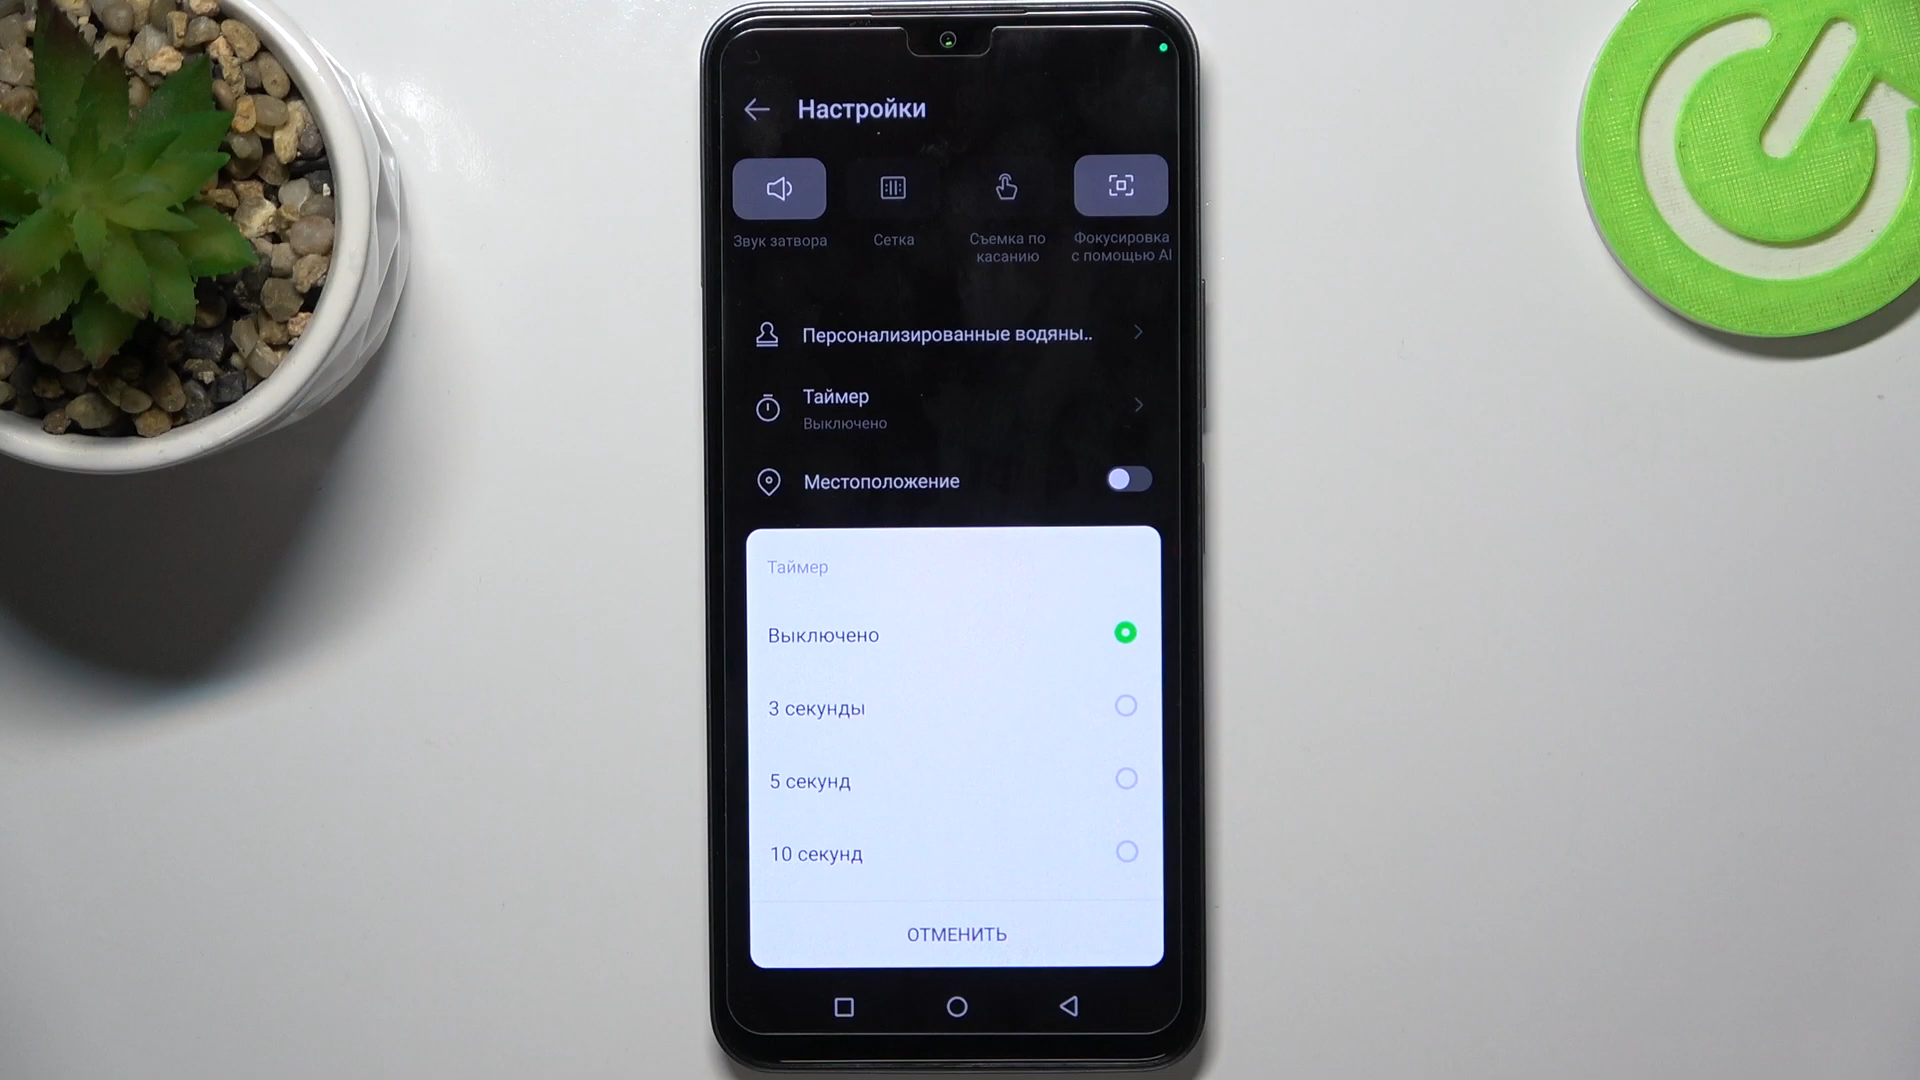 Настройки
Звук затвора
Сетка
Съемка по
касанию
Фокусировка
с помощью AI
Персонализированные водяны..
Таймер
Выключено
Местоположение
Таймер
Выключено
3 секунды
5 секунд
10 секунд
ОТМЕНИТЬ